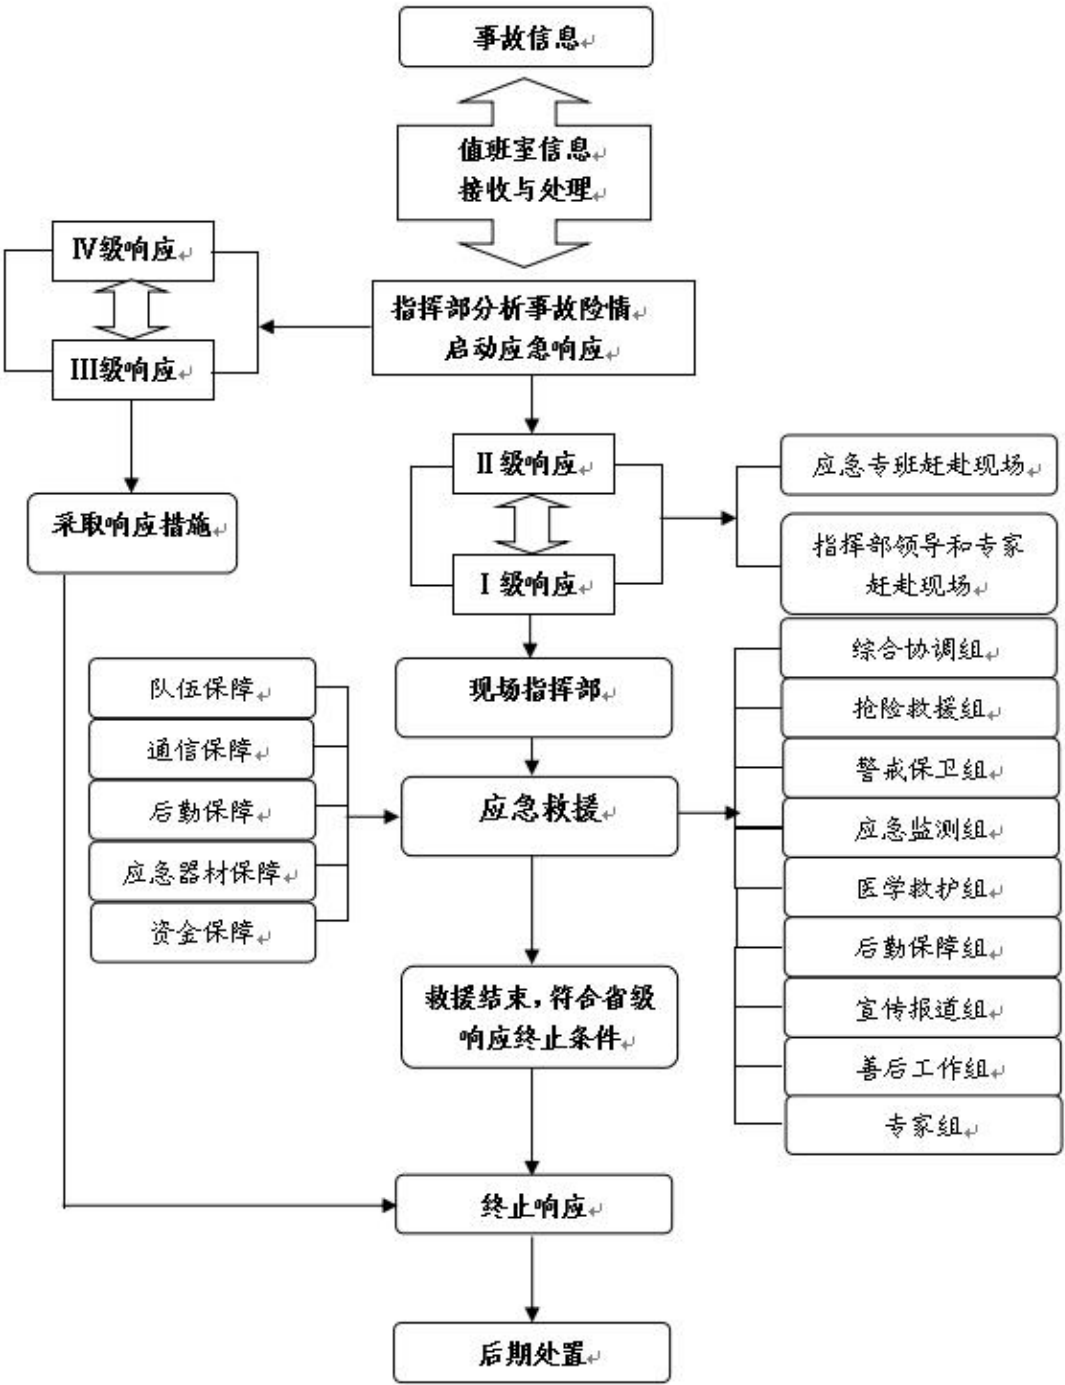 事故信息
值班室信息
接收与处理
IV级响应
III级响应
指挥部分析事故险情
启动应急响应
II级响应
I级响应
应急专班赶赴现场
指挥部领导和专家
赶赴现场
采取响应措施
现场指挥部
队伍保障
通信保障
后勤保障
应急器材保障
资金保障
应急救援
综合协调组
抢险救援组
警戒保卫组
应急监测组
医学救护组
后勤保障组
宣传报道组
善后工作组
专家组
救援结束，符合省级
响应终止条件
终止响应
后期处置